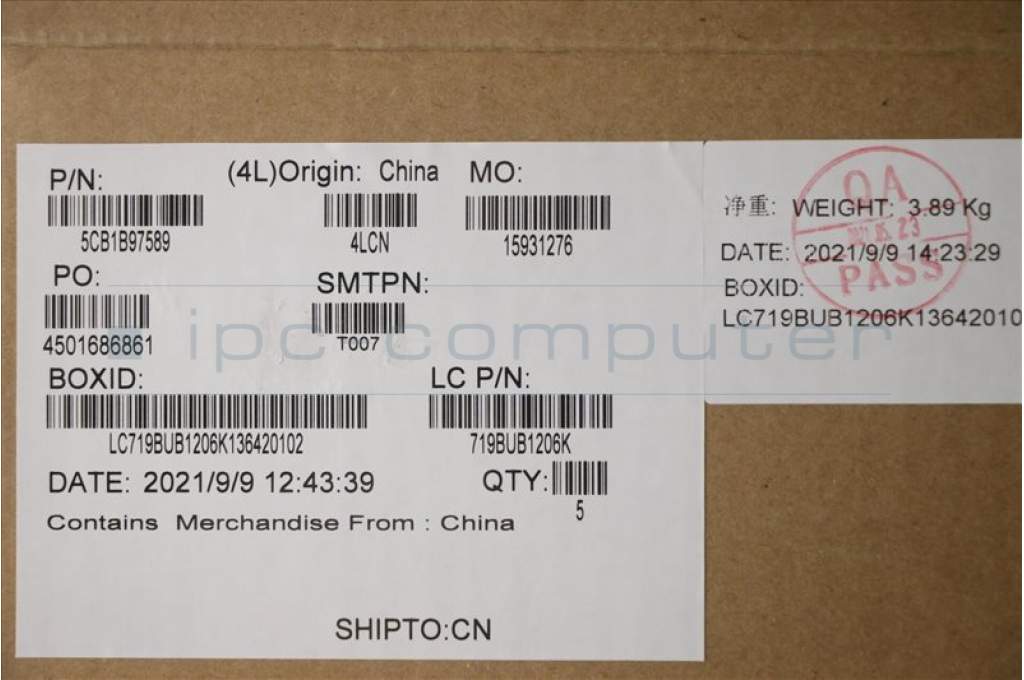 P/N:
(4L)Origin: China
MO:
5CB1B97589
4LCN
15931276
PO:
SMTPN:
4501686861
T007
BOXID:
LC P/N:
LC719BUB1206K136420102
719BUB1206K
DATE: 2021/9/9 12:43:39
QTY:
5
Contains Merchandise From : China
SHIPTO:CN
净重: WEIGHT: 3.89 Kg
DATE: 2021/9/9 14:23:29
BOXID:
LC719BUB1206K13642010
QA
23
PASS
ipc computer